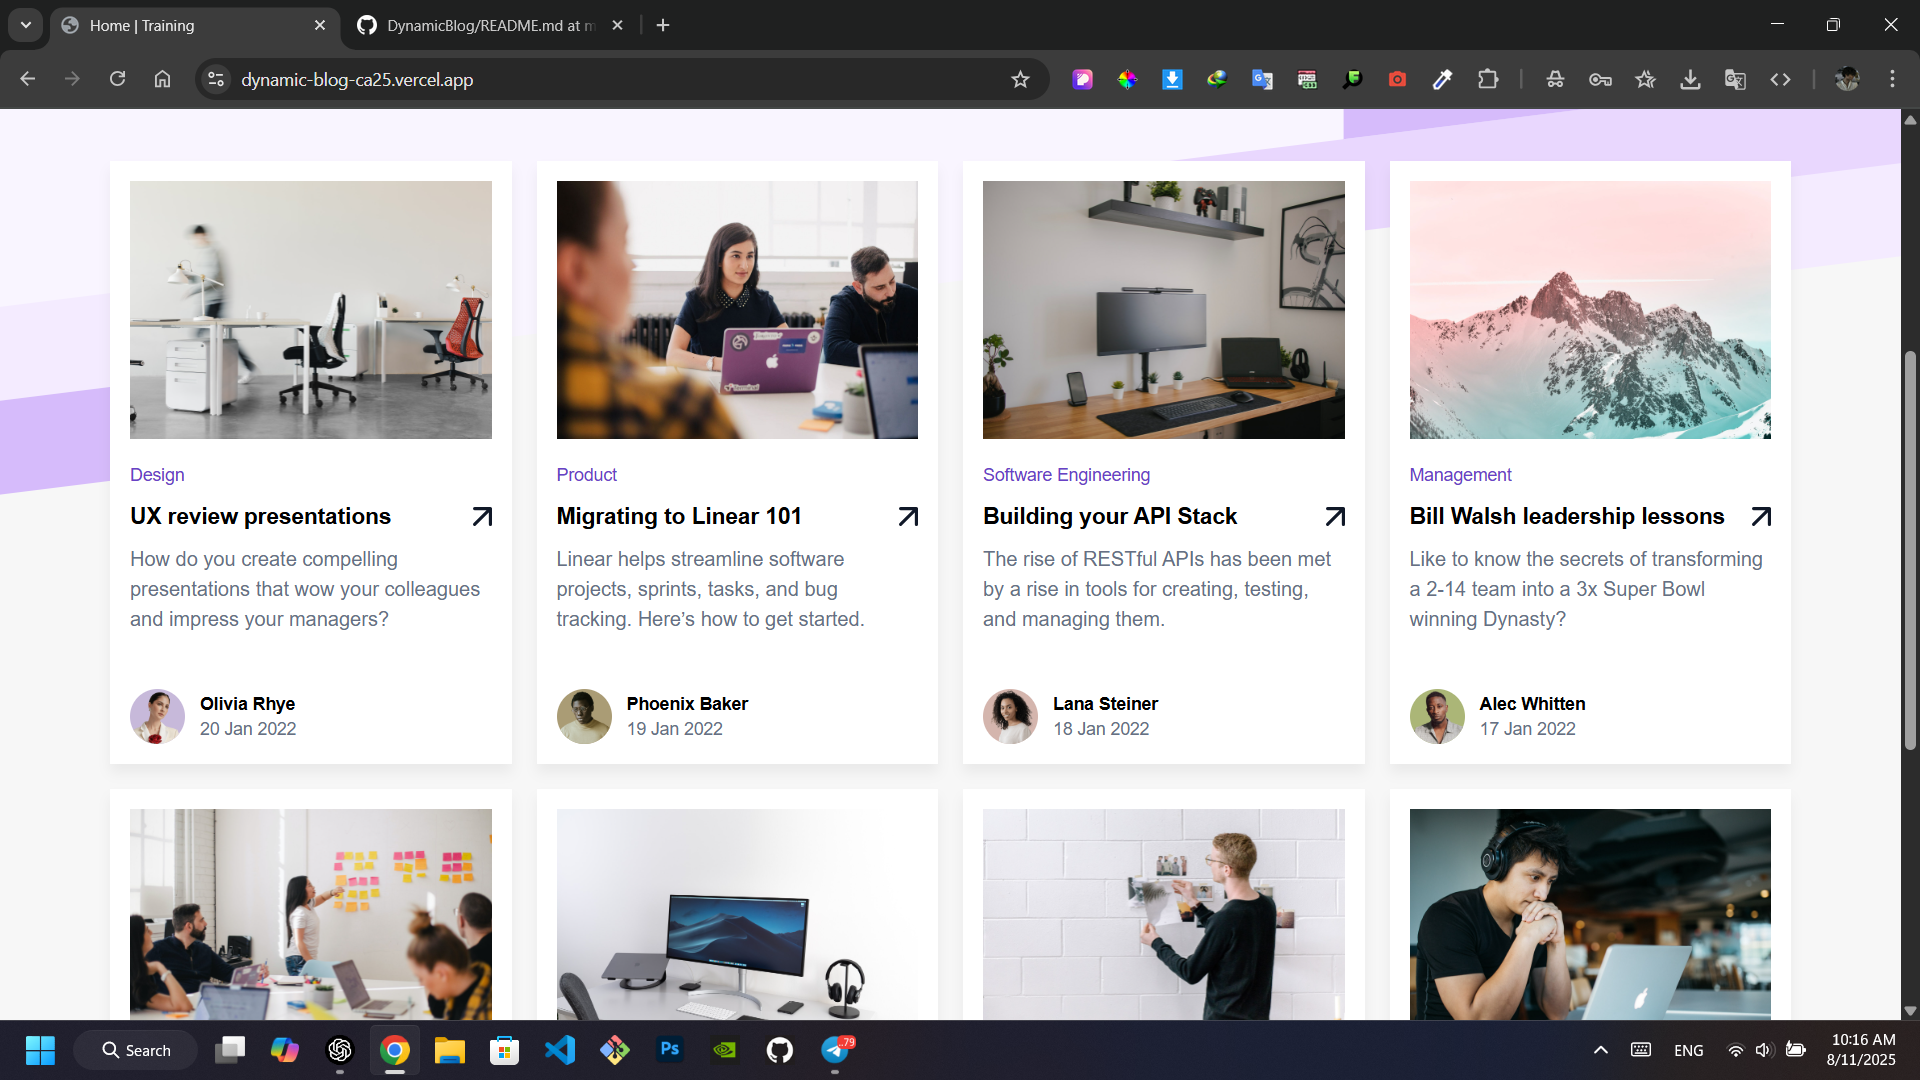 Home | Training
DynamicBlog/README.md at m
dynamic-blog-ca25.vercel.app
Design
UX review presentations
How do you create compelling
presentations that wow your colleagues
and impress your managers?
Olivia Rhye
20 Jan 2022
Product
Migrating to Linear 101
Linear helps streamline software
projects, sprints, tasks, and bug
tracking. Here’s how to get started.
Phoenix Baker
19 Jan 2022
Software Engineering
Building your API Stack
The rise of RESTful APIs has been met
by a rise in tools for creating, testing,
and managing them.
Lana Steiner
18 Jan 2022
Management
Bill Walsh leadership lessons
Like to know the secrets of transforming
a 2-14 team into a 3x Super Bowl
winning Dynasty?
Alec Whitten
17 Jan 2022
Search
Ps
79
ENG
10:16 AM
8/11/2025